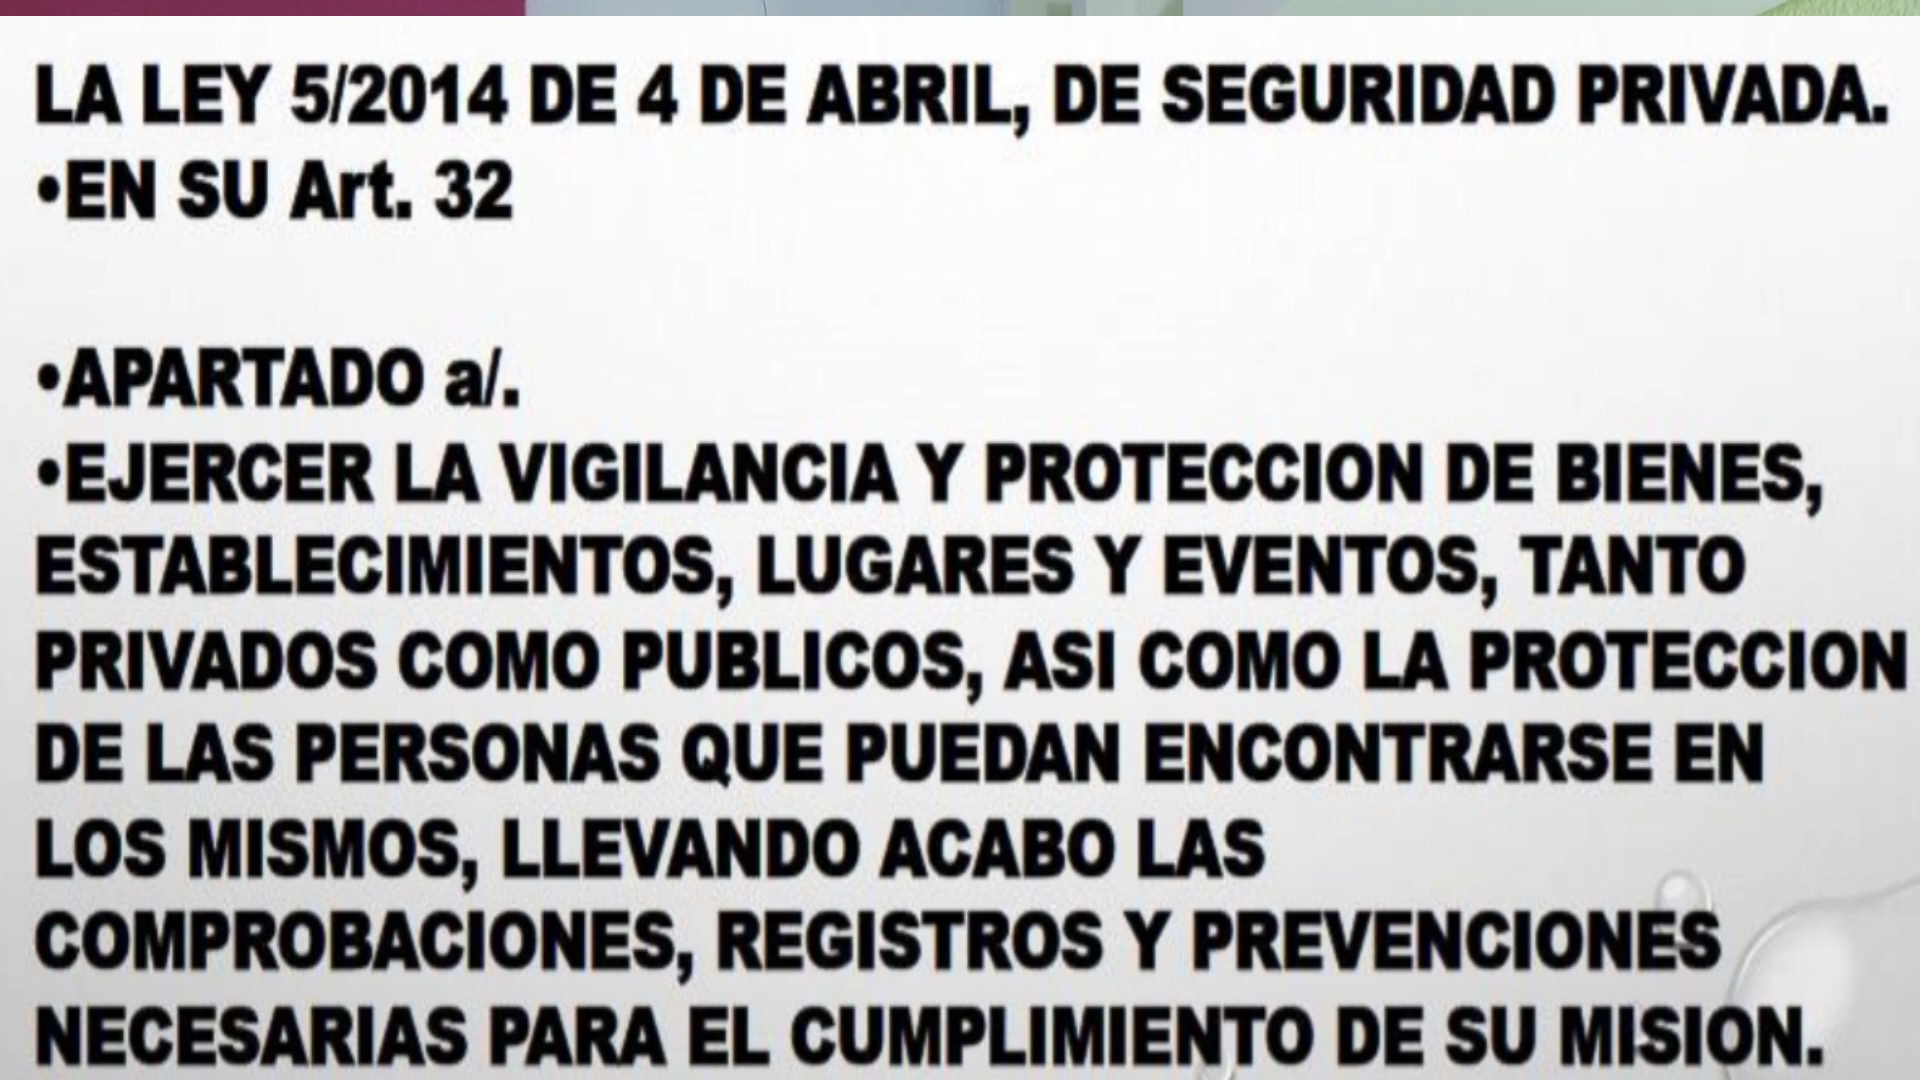 LA LEY 5/2014 DE 4 DE ABRIL, DE SEGURIDAD PRIVADA.
•EN SU Art. 32
•APARTADO a/.
•EJERCER LA VIGILANCIA Y PROTECCION DE BIENES,
ESTABLECIMIENTOS, LUGARES Y EVENTOS, TANTO
PRIVADOS COMO PUBLICOS, ASI COMO LA PROTECCION
DE LAS PERSONAS QUE PUEDAN ENCONTRARSE EN
LOS MISMOS, LLEVANDO ACABO LAS
COMPROBACIONES, REGISTROS Y PREVENCIONES
NECESARIAS PARA EL CUMPLIMIENTO DE SU MISION.